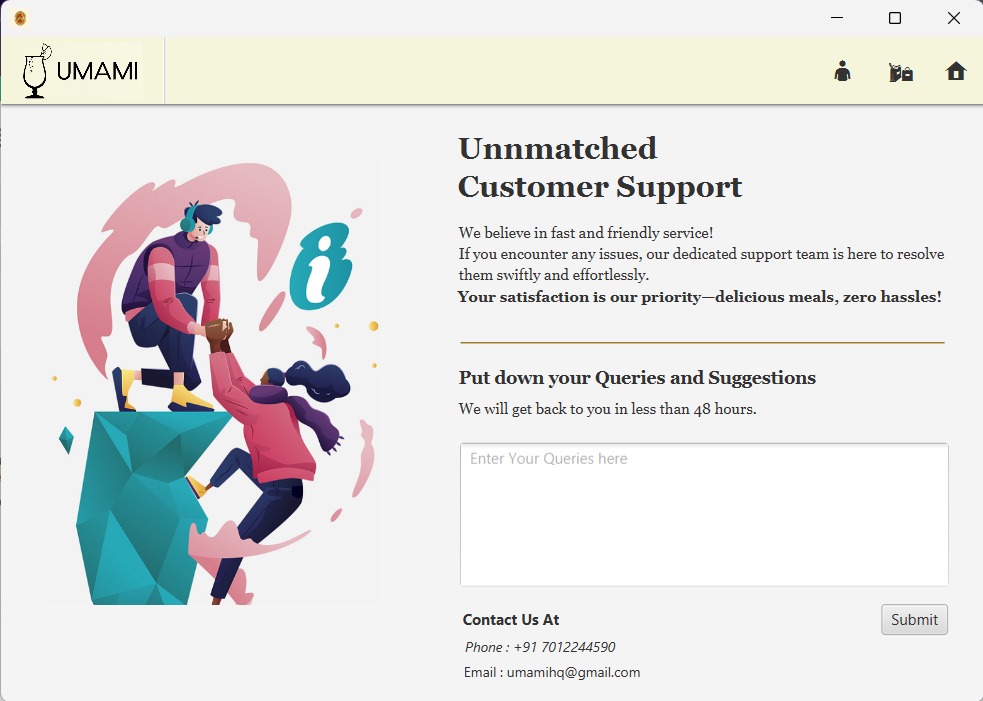 UMAMI
Unnmatched
Customer Support
We believe in fast and friendly service!
If you encounter any issues, our dedicated support team is here to resolve
them swiftly and effortlessly.
Your satisfaction is our priority—delicious meals, zero hassles!
i
Put down your Queries and Suggestions
We will get back to you in less than 48 hours.
Enter Your Queries here
Contact Us At
Submit
Phone : +91 7012244590
Email : umamihq@gmail.com